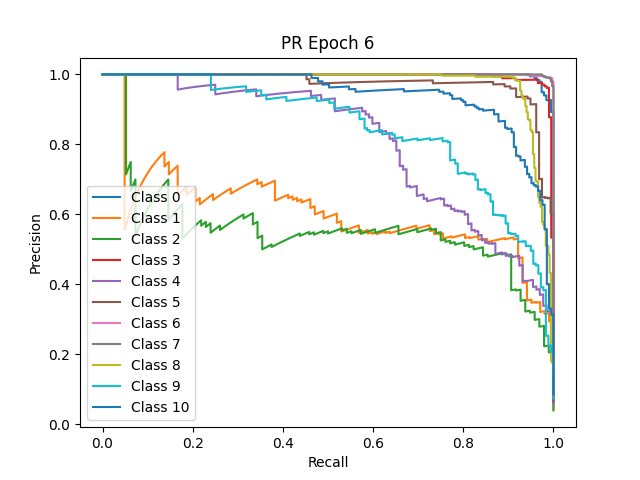 PR Epoch 6
1.0
0.8
0.6
0.4
0.2
0.0
Precision
Class 0
Class 1
Class 2
Class 3
Class 4
Class 5
Class 6
Class 7
Class 8
Class 9
Class 10
0.0 0.2 0.4 0.6 0.8 1.0
Recall